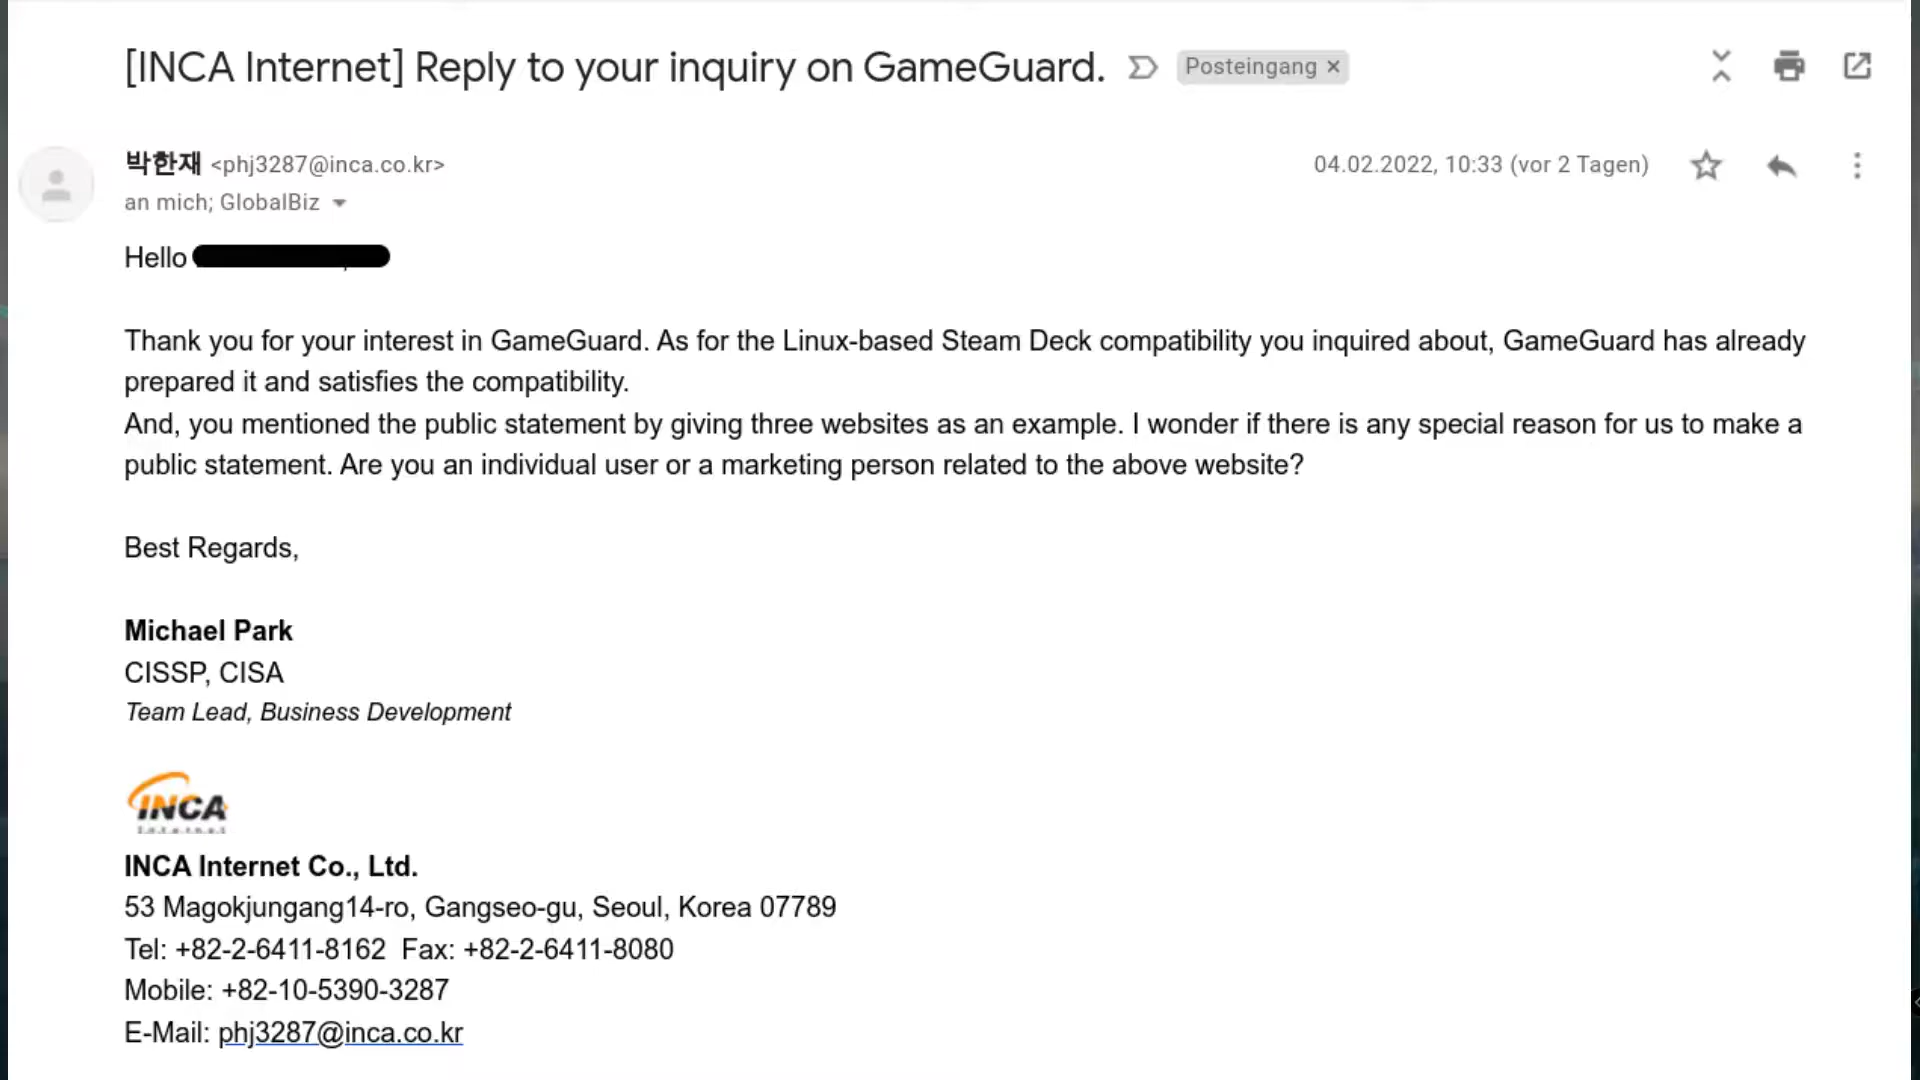 [INCA Internet] Reply to your inquiry on GameGuard. Posteingang ×
박한재 <phj3287@inca.co.kr> 04.02.2022, 10:33 (vor 2 Tagen)
an mich; GlobalBiz
Hello
Thank you for your interest in GameGuard. As for the Linux-based Steam Deck compatibility you inquired about, GameGuard has already
prepared it and satisfies the compatibility.
And, you mentioned the public statement by giving three websites as an example. I wonder if there is any special reason for us to make a
public statement. Are you an individual user or a marketing person related to the above website?
Best Regards,
Michael Park
CISSP, CISA
Team Lead, Business Development
INCA
Internet
INCA Internet Co., Ltd.
53 Magokjungang14-ro, Gangseo-gu, Seoul, Korea 07789
Tel: +82-2-6411-8162 Fax: +82-2-6411-8080
Mobile: +82-10-5390-3287
E-Mail: phj3287@inca.co.kr